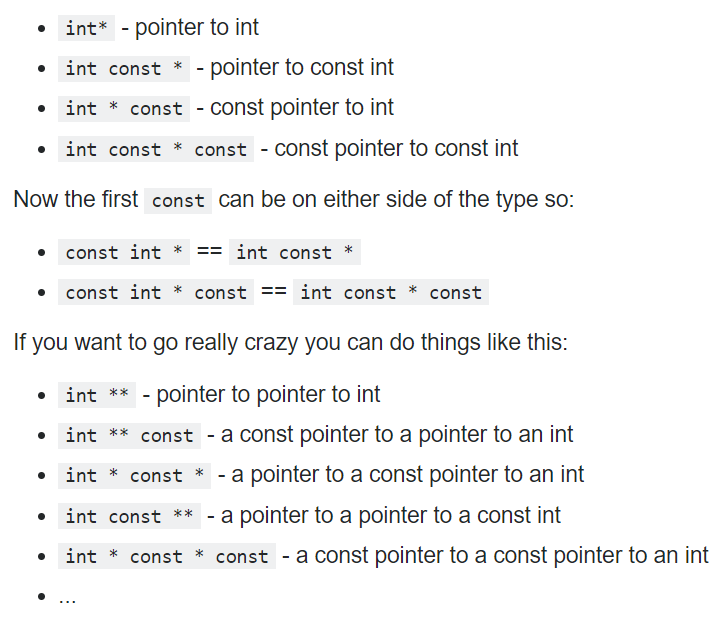 • int* - pointer to int
• int const * - pointer to const int
• int * const - const pointer to int
• int const * const - const pointer to const int
Now the first const can be on either side of the type so:
• const int * == int const *
• const int * const == int const * const
If you want to go really crazy you can do things like this:
• int ** - pointer to pointer to int
• int ** const - a const pointer to a pointer to an int
• int * const * - a pointer to a const pointer to an int
• int const ** - a pointer to a pointer to a const int
• int * const * const - a const pointer to a const pointer to an int
• ...